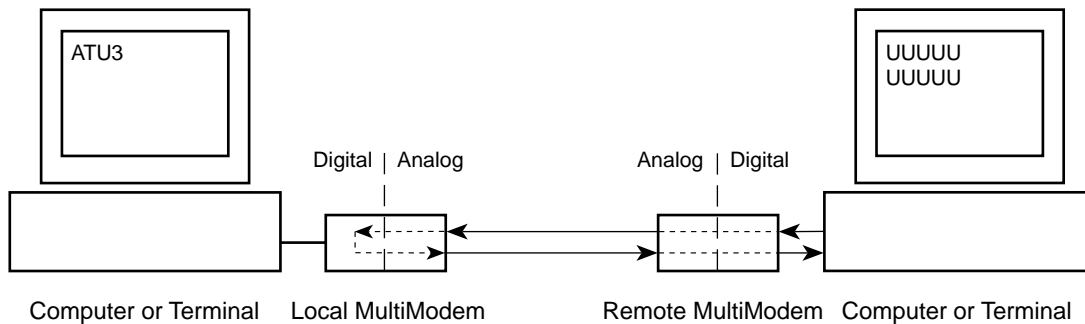 ATU3
UUUUU
UUUUU
Digital Analog
Analog Digital
Computer or Terminal
Local MultiModem
Remote MultiModem
Computer or Terminal